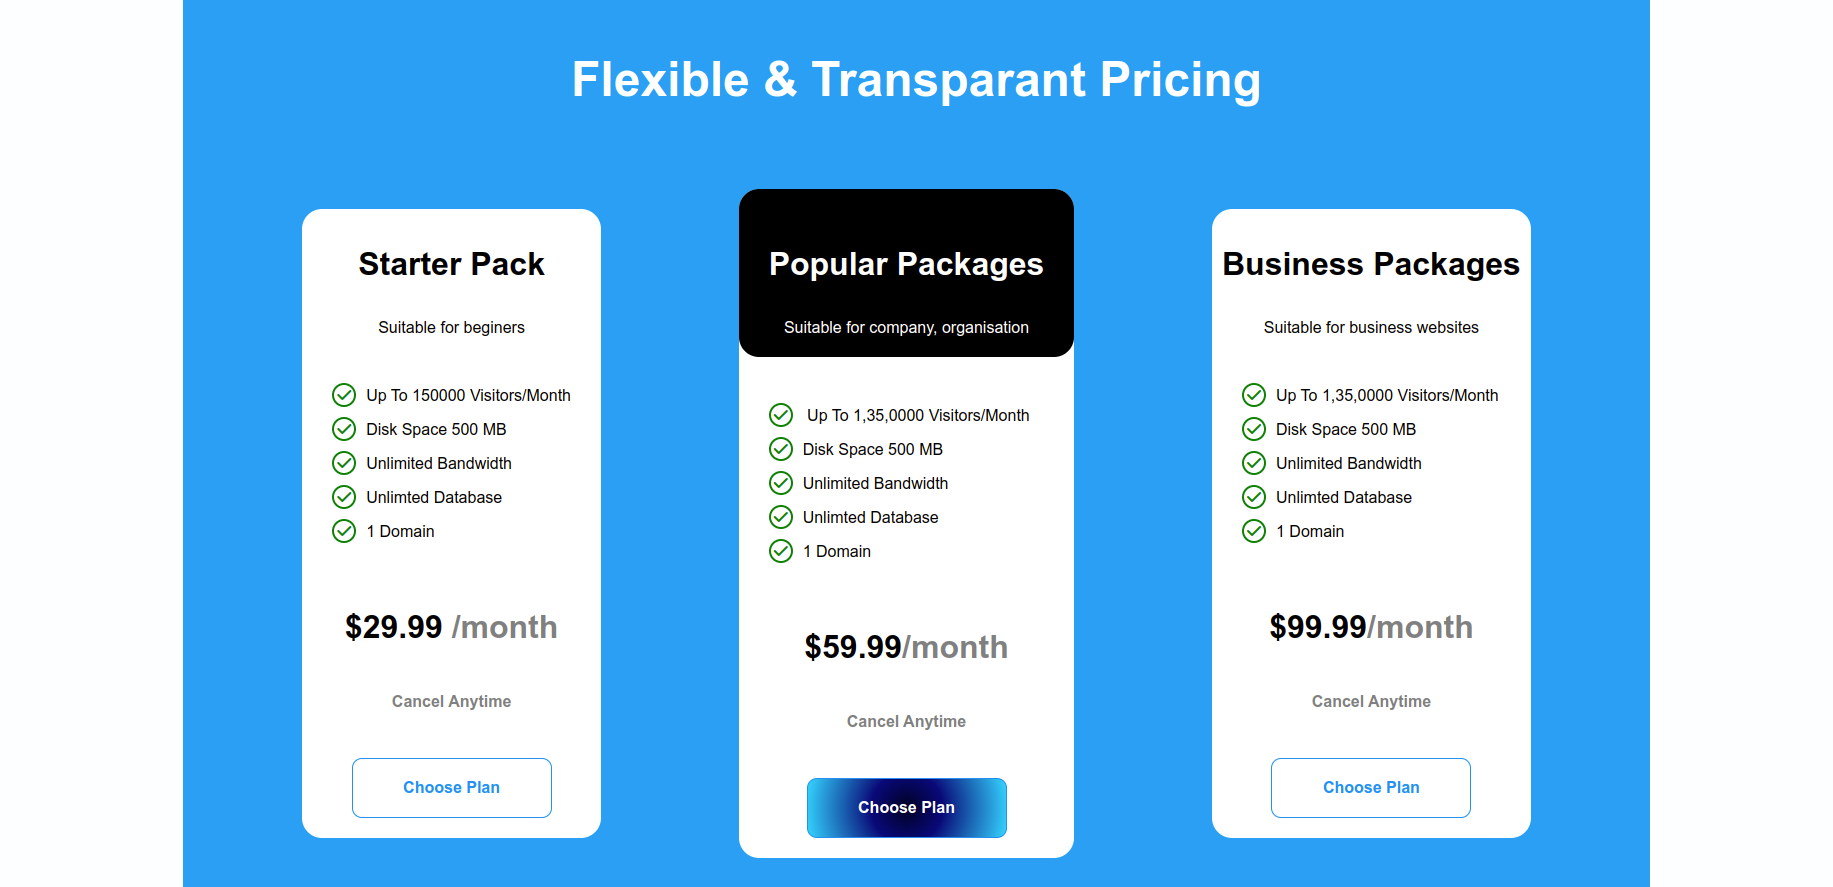 Flexible & Transparant Pricing
Starter Pack
Suitable for beginers
Up To 150000 Visitors/Month
Disk Space 500 MB
Unlimited Bandwidth
Unlimted Database
1 Domain
$29.99 /month
Cancel Anytime
Choose Plan
Popular Packages
Suitable for company, organisation
Up To 1,35,0000 Visitors/Month
Disk Space 500 MB
Unlimited Bandwidth
Unlimted Database
1 Domain
$59.99/month
Cancel Anytime
Choose Plan
Business Packages
Suitable for business websites
Up To 1,35,0000 Visitors/Month
Disk Space 500 MB
Unlimited Bandwidth
Unlimted Database
1 Domain
$99.99/month
Cancel Anytime
Choose Plan